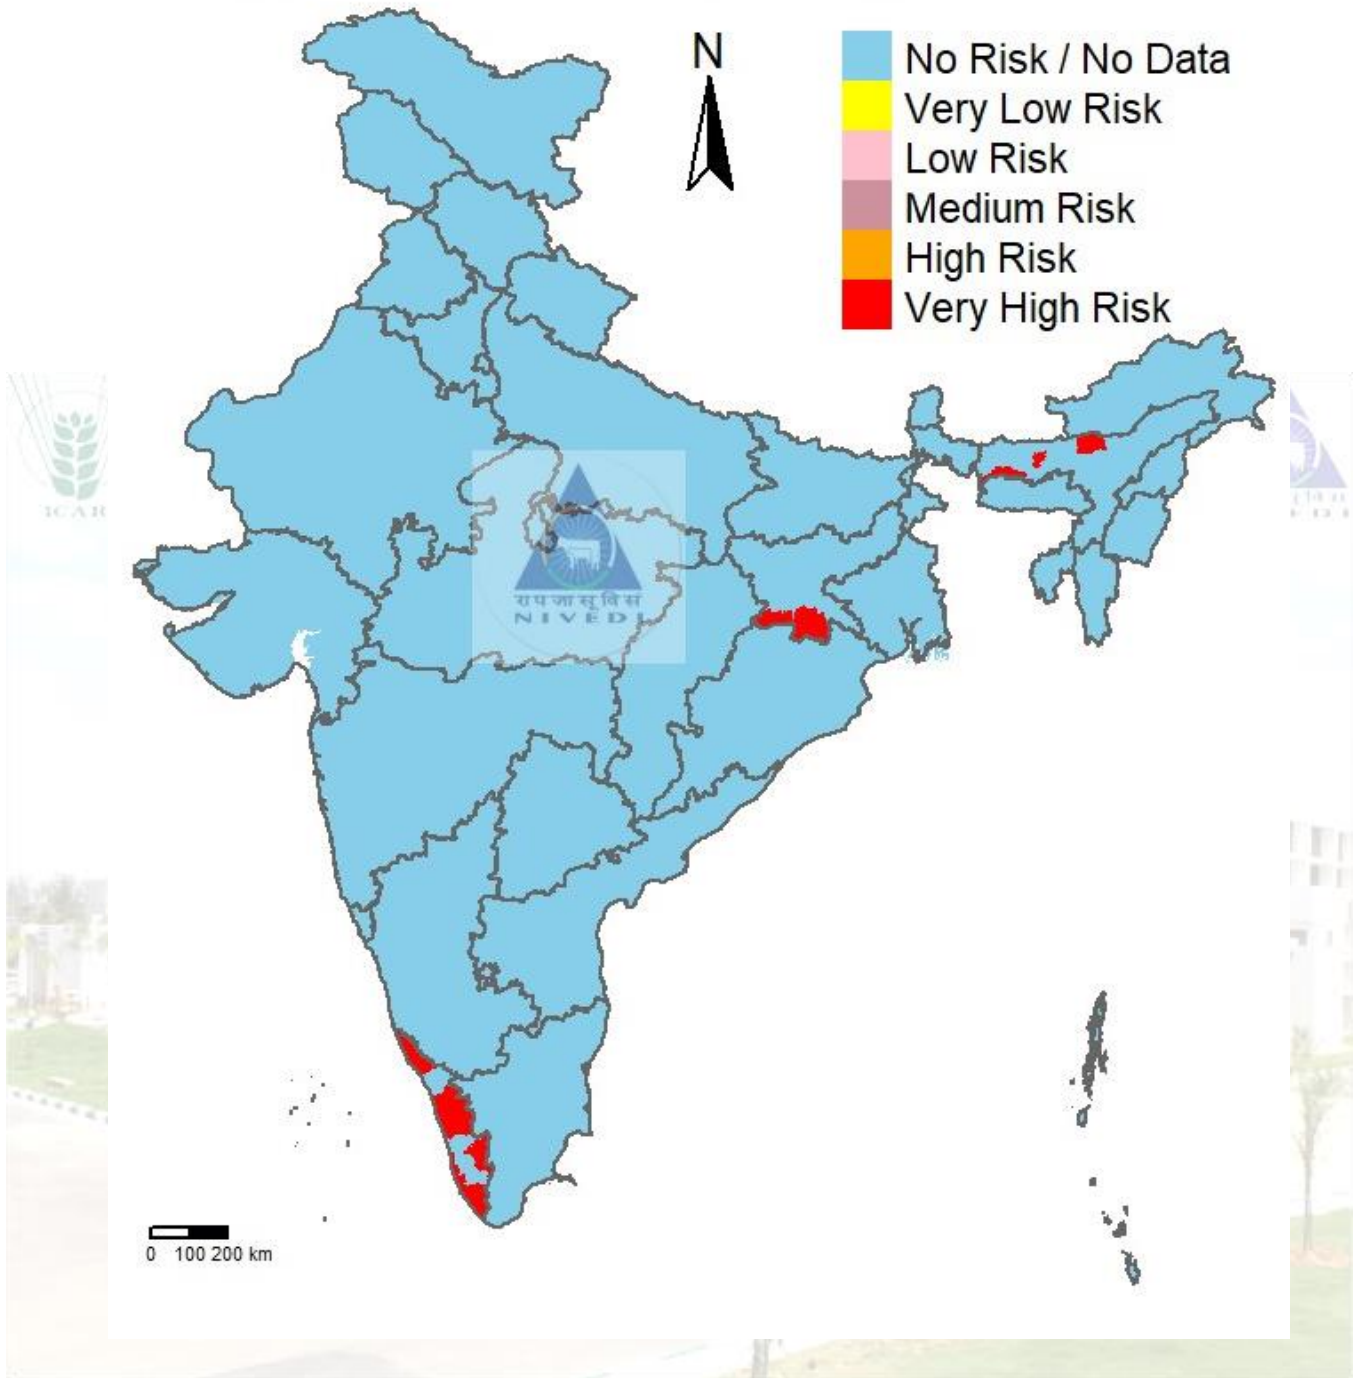 N
No Risk / No Data
Very Low Risk
Low Risk
Medium Risk
High Risk
Very High Risk
ICAR
NIVEDI
0 100 200 km